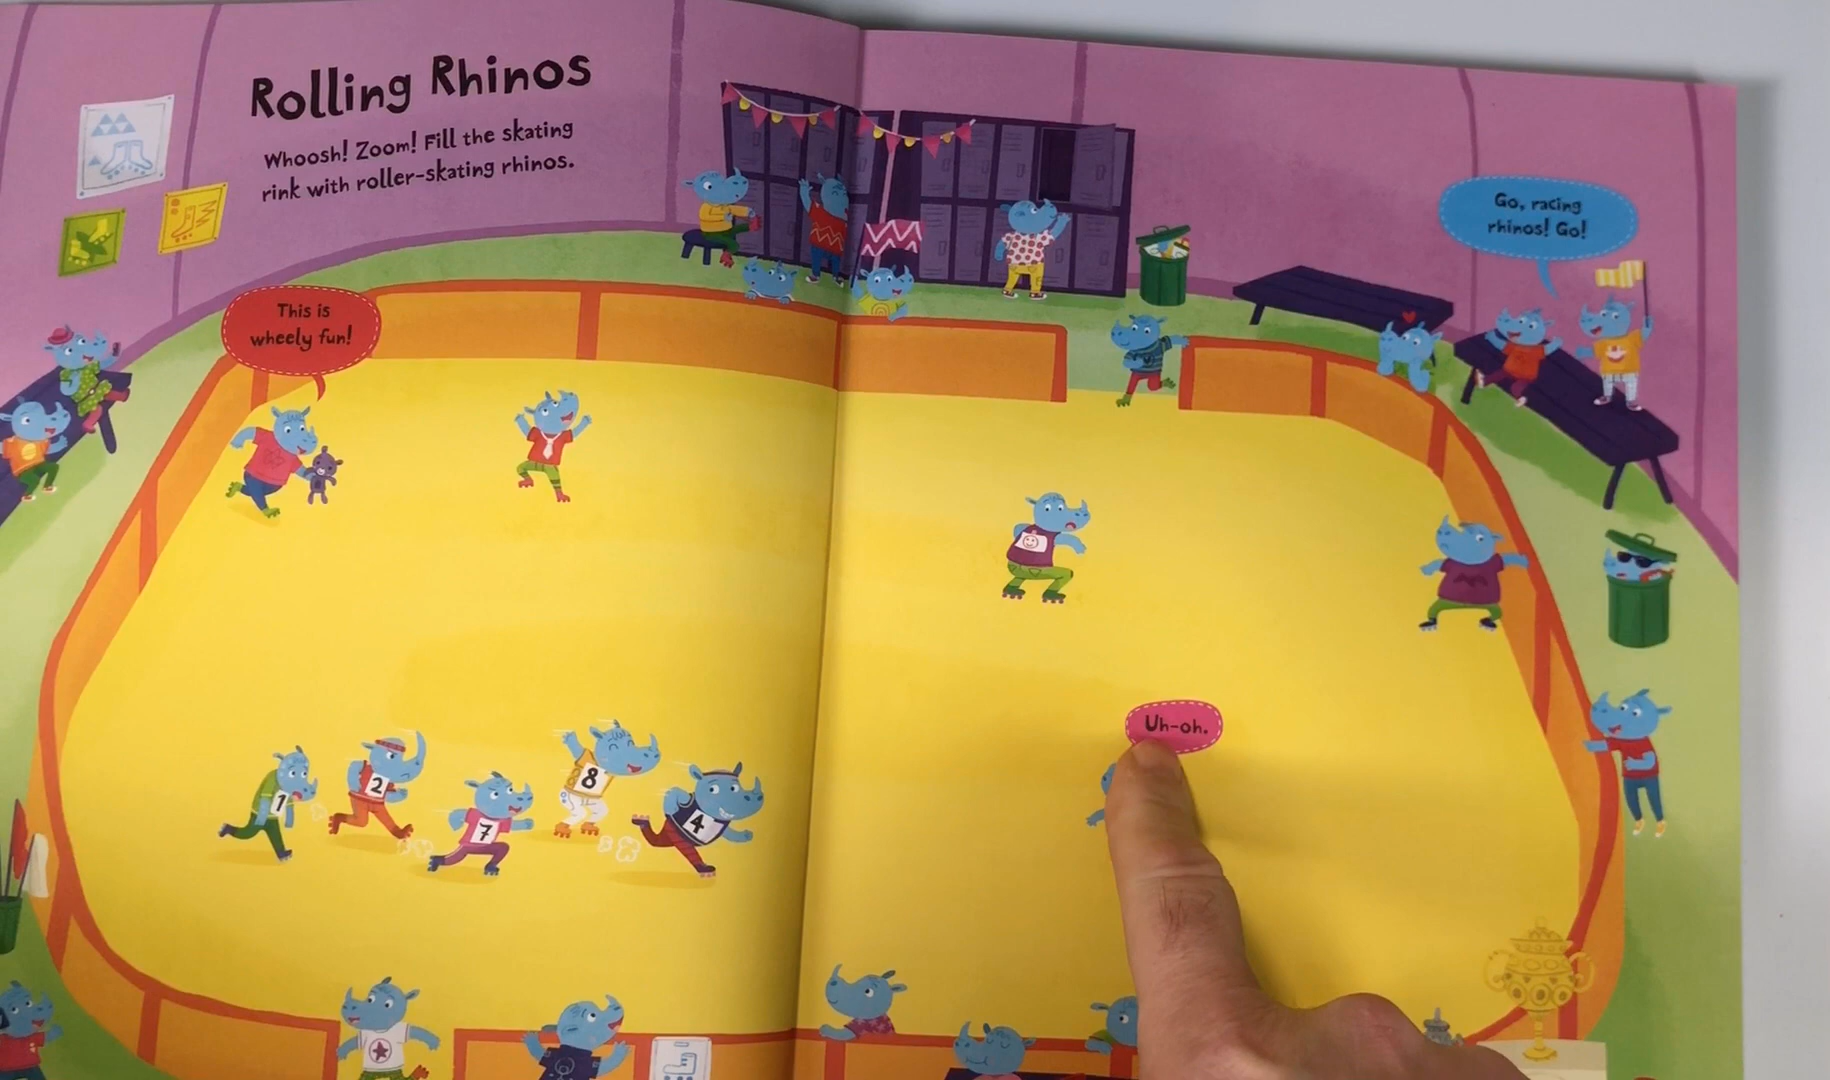 Rolling Rhinos
Whoosh! Zoom! Fill the skating
rink with roller-skating rhinos.
Go, racing
rhinos! Go!
This is
wheely fun!
Uh-oh.
1
2
7
8
4